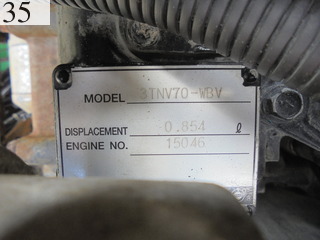 35
MODEL 3TNV70-WBV
DISPLACEMENT 0.854 ℓ
ENGINE NO. 15046